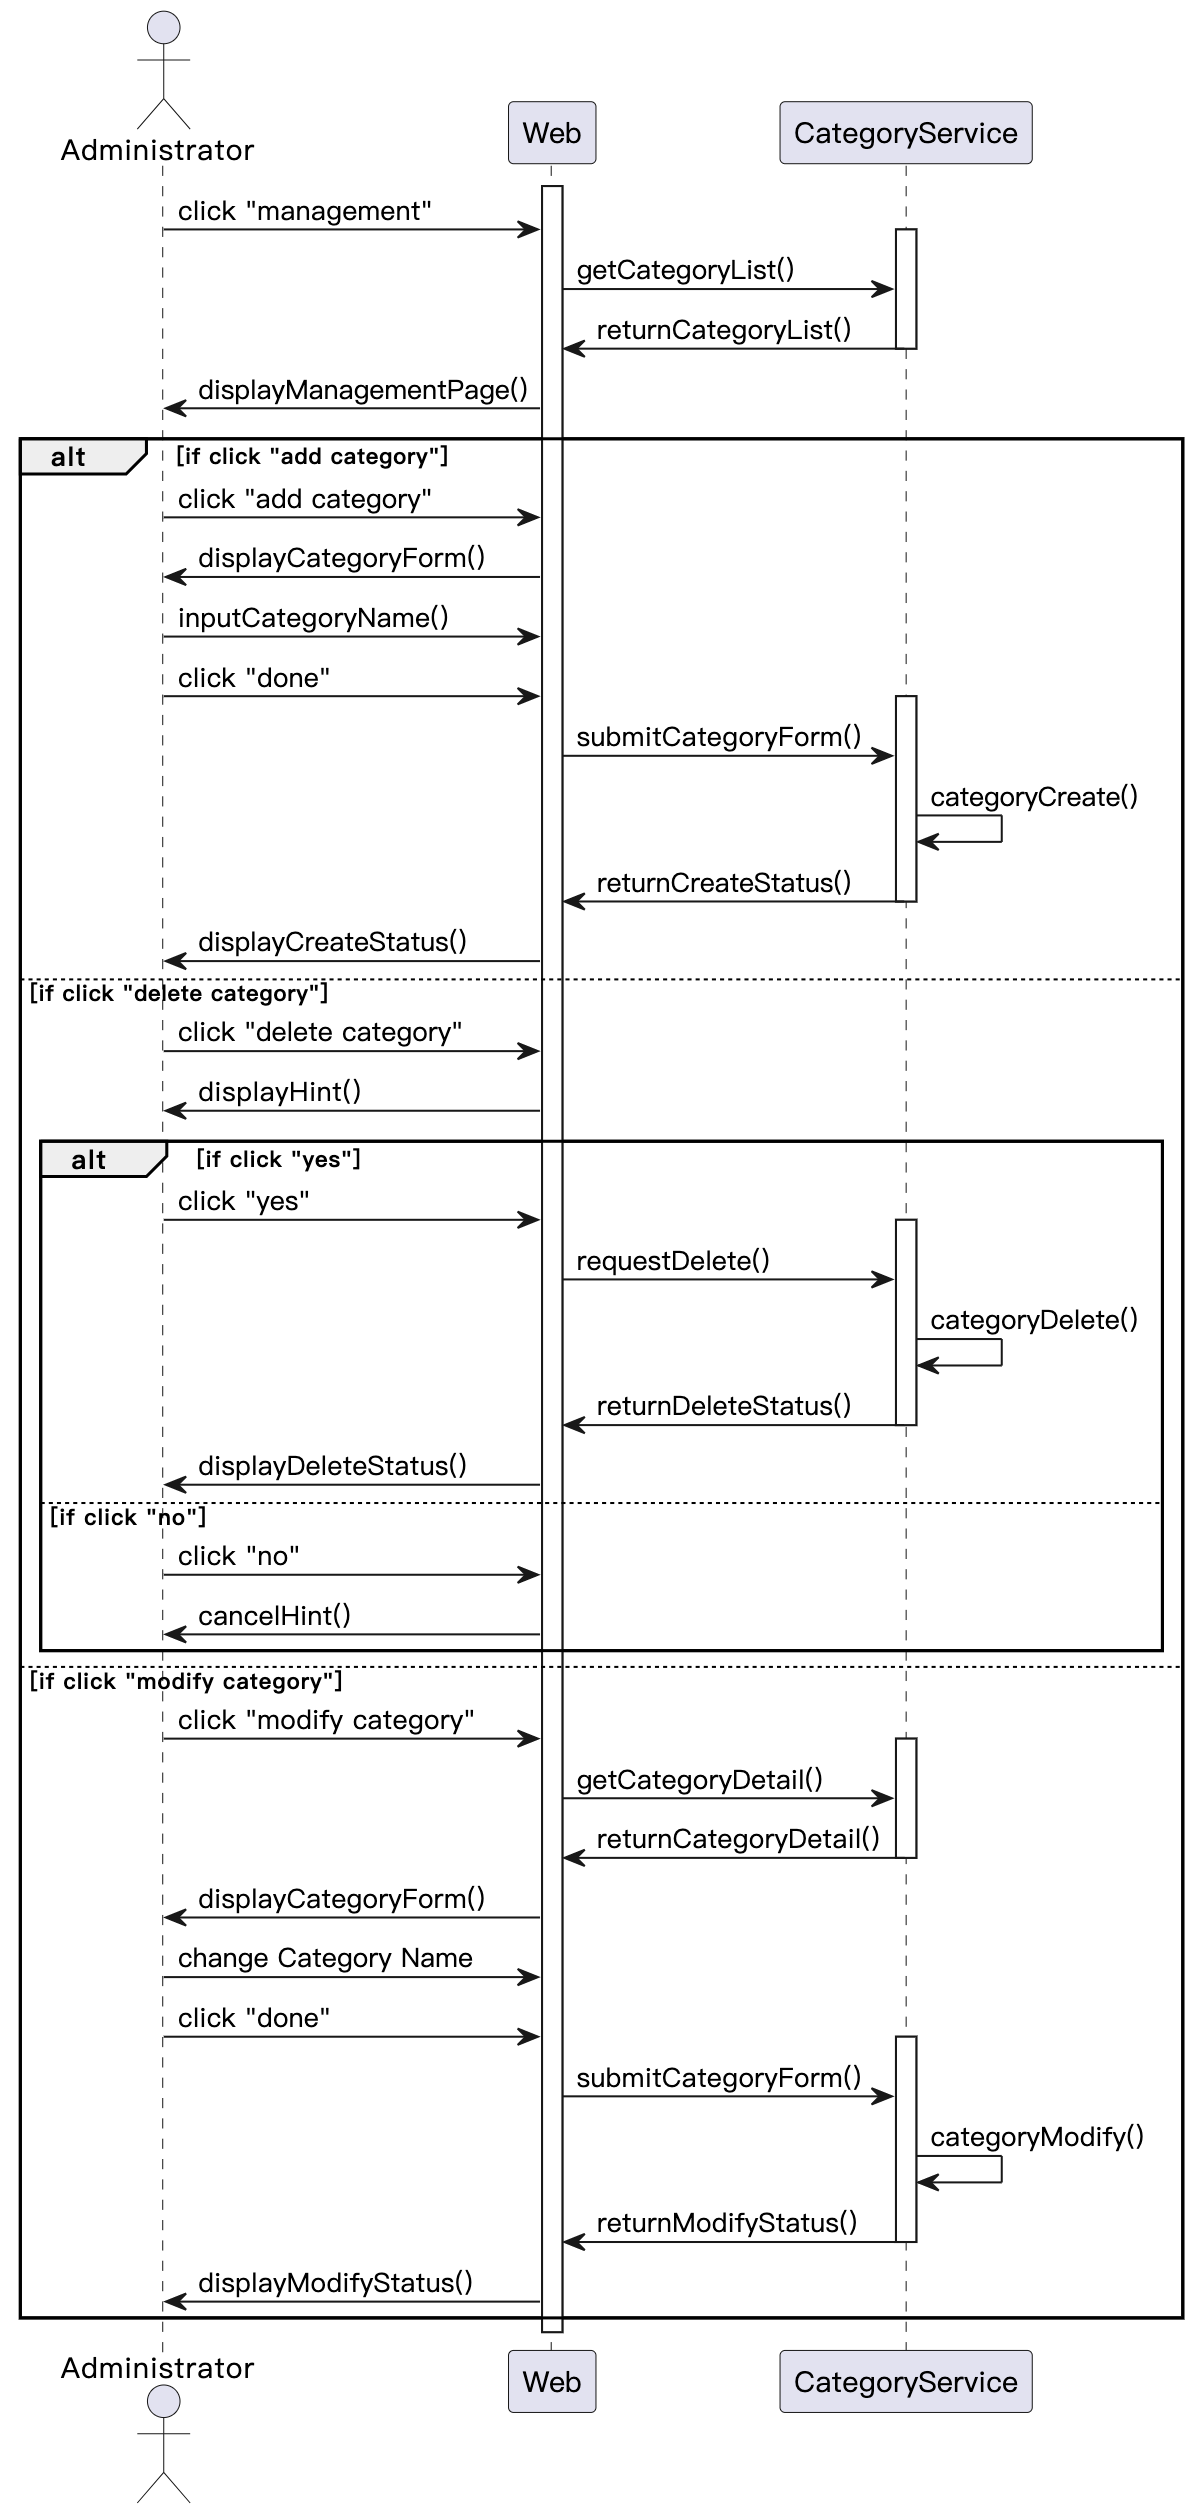 Administrator
Web
CategoryService
click "management"
getCategoryList()
returnCategoryList()
displayManagementPage()
alt
[if click "add category"]
click "add category"
displayCategoryForm()
inputCategoryName()
click "done"
submitCategoryForm()
categoryCreate()
returnCreateStatus()
displayCreateStatus()
[if click "delete category"]
click "delete category"
displayHint()
alt
[if click "yes"]
click "yes"
requestDelete()
categoryDelete()
returnDeleteStatus()
displayDeleteStatus()
[if click "no"]
click "no"
cancelHint()
[if click "modify category"]
click "modify category"
getCategoryDetail()
returnCategoryDetail()
displayCategoryForm()
change Category Name
click "done"
submitCategoryForm()
categoryModify()
returnModifyStatus()
displayModifyStatus()
Administrator
Web
CategoryService